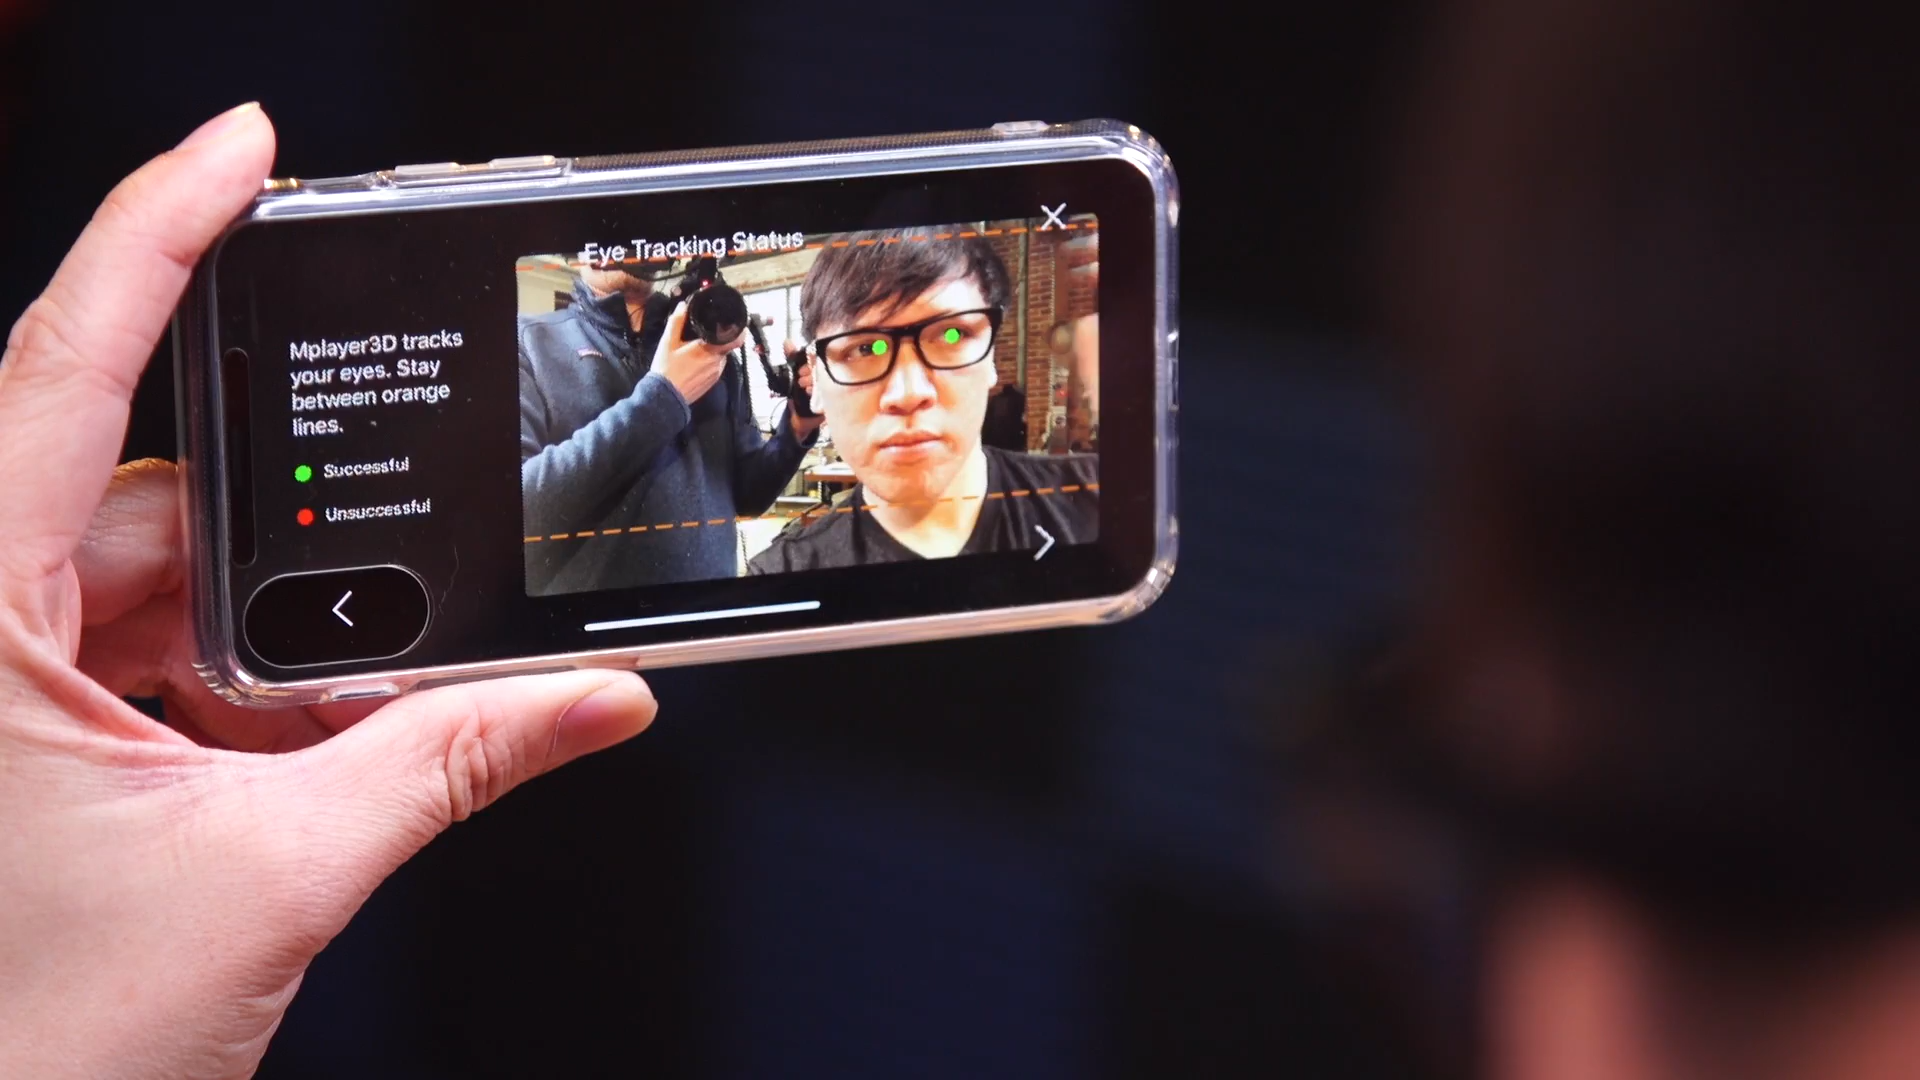 Eye Tracking Status
Mplayer3D tracks
your eyes. Stay
between orange
lines.
Successful
Unsuccessful